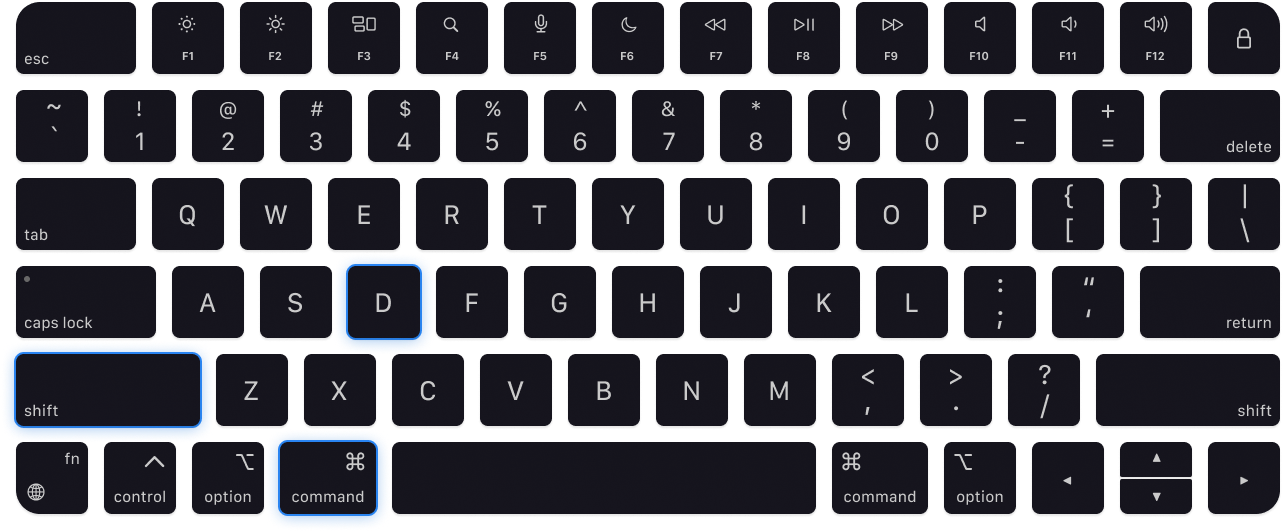 esc F1 F2 F3 F4 F5 F6 F7 F8 F9 F10 F11 F12
~ ! @ # $ % ^ & * ( ) _ +
` 1 2 3 4 5 6 7 8 9 0 - = delete
tab Q W E R T Y U I O P { [ } ] | \
caps lock A S D F G H J K L : ; " ' return
shift Z X C V B N M < , > . ? / shift
fn control option command command option